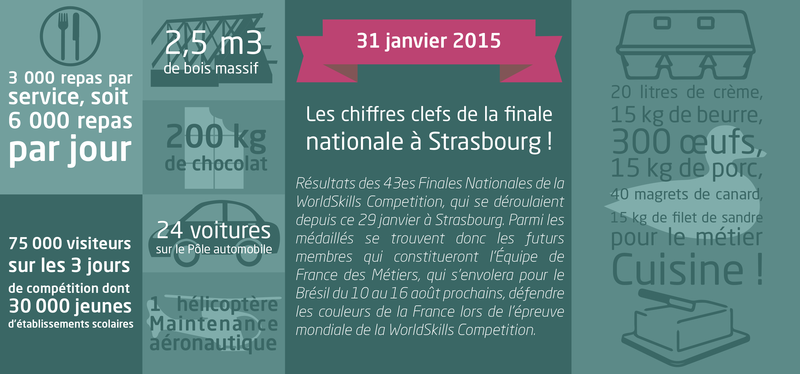 3 000 repas par
service, soit
6 000 repas
par jour
75 000 visiteurs
sur les 3 jours
de compétition dont
30 000 jeunes
d'établissements scolaires
2,5 m3
de bois massif
200 kg
de chocolat
24 voitures
sur le Pôle automobile
1 hélicoptère
Maintenance
aéronautique
31 janvier 2015
Les chiffres clefs de la finale
nationale à Strasbourg !
Résultats des 43es Finales Nationales de la
WorldSkills Competition, qui se déroulaient
depuis ce 29 janvier à Strasbourg. Parmi les
médaillés se trouvent donc les futurs
membres qui constitueront l'Équipe de
France des Métiers, qui s'envolera pour le
Brésil du 10 au 16 août prochains, défendre
les couleurs de la France lors de l'épreuve
mondiale de la WorldSkills Competition.
20 litres de crème,
15 kg de beurre,
300 œufs,
15 kg de porc,
40 magrets de canard,
15 kg de filet de sandre
pour le métier
Cuisine !